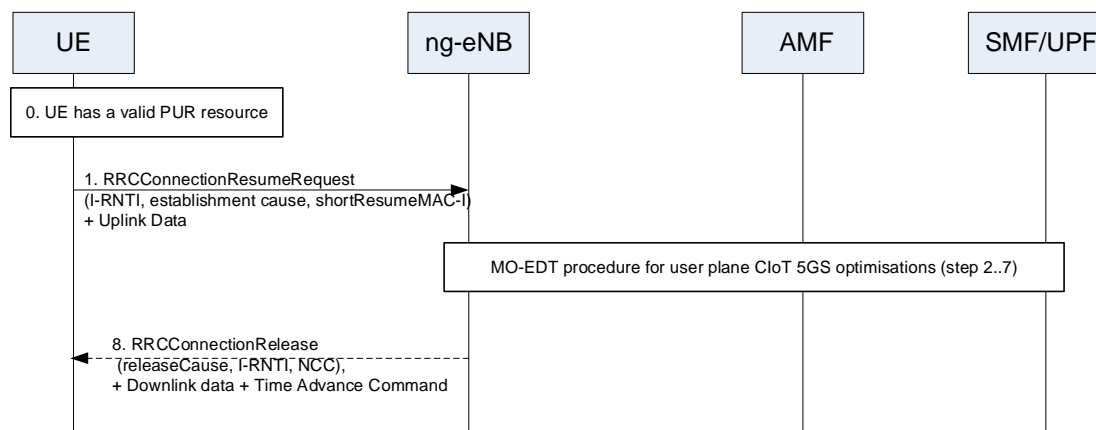 UE
ng-eNB
AMF
SMF/UPF
0. UE has a valid PUR resource
1. RRCConnectionResumeRequest
(I-RNTI, establishment cause, shortResumeMAC-I)
+ Uplink Data
MO-EDT procedure for user plane CIoT 5GS optimisations (step 2..7)
8. RRCConnectionRelease
(releaseCause, I-RNTI, NCC),
+ Downlink data + Time Advance Command